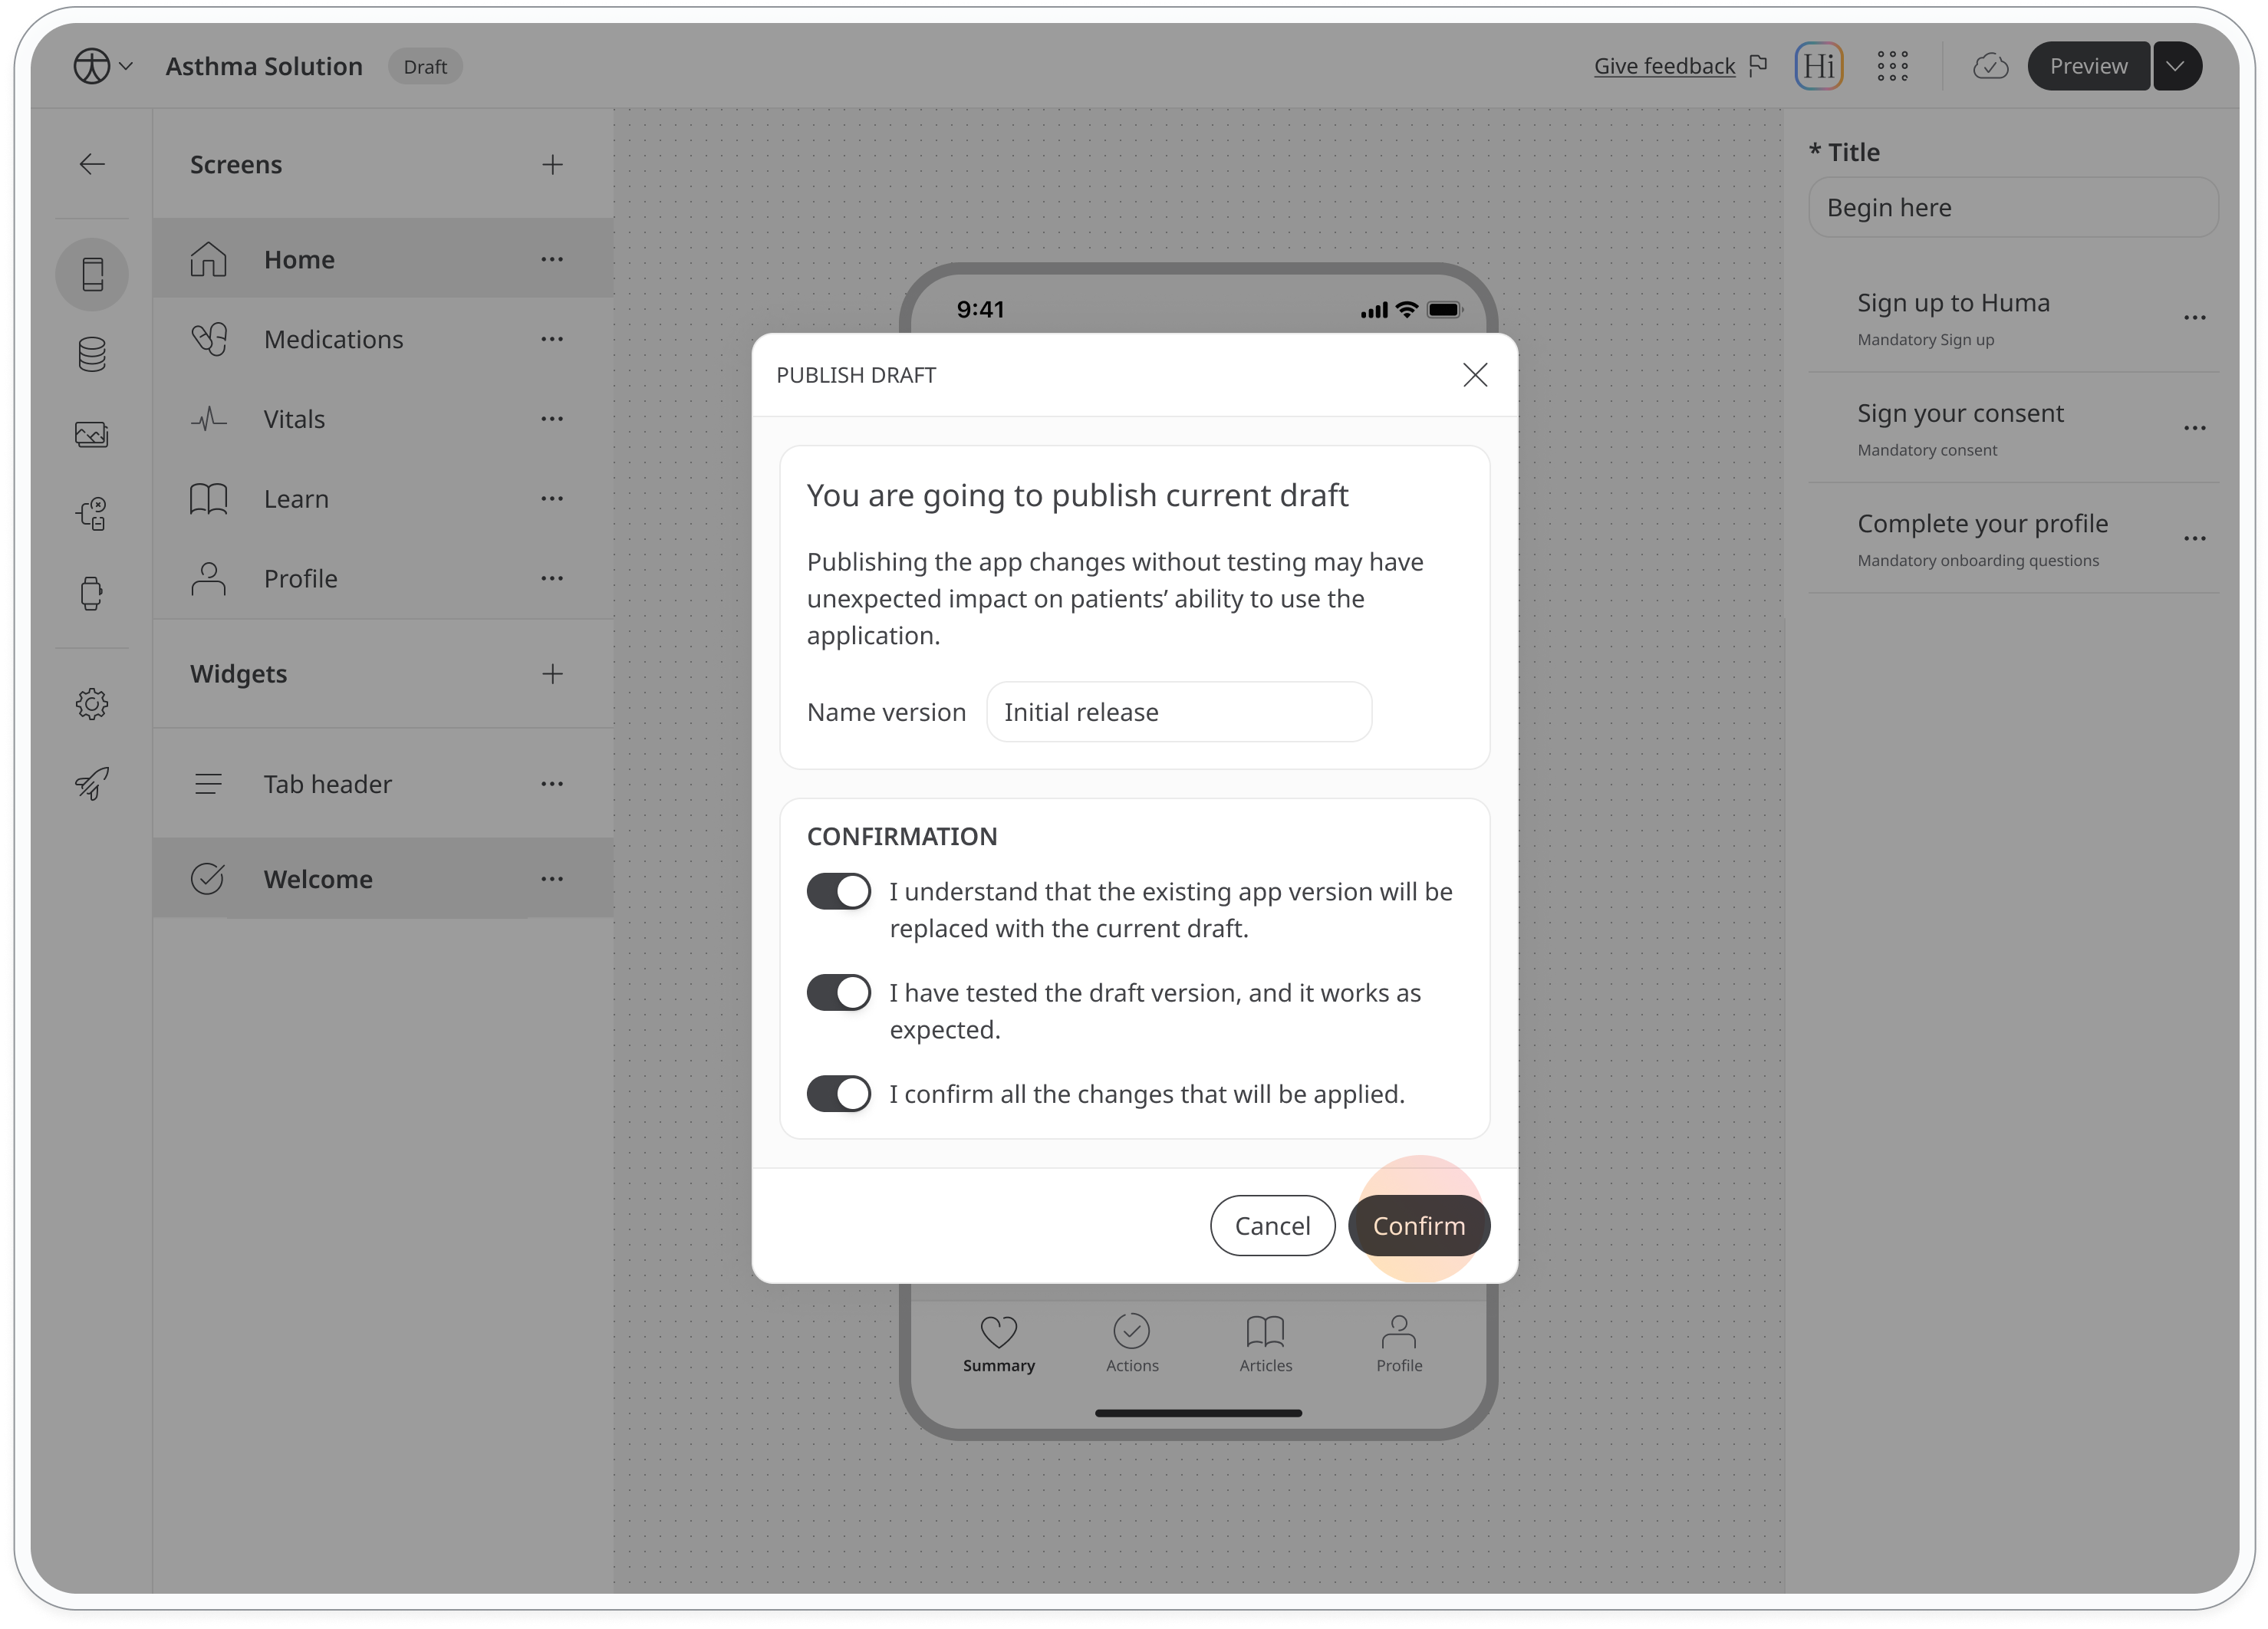 Asthma Solution
Draft
Give feedback
Hi
Preview
Screens
Home
Medications
Vitals
Learn
Profile
Widgets
Tab header
Welcome
9:41
PUBLISH DRAFT
You are going to publish current draft
Publishing the app changes without testing may have
unexpected impact on patients’ ability to use the
application.
Name version
Initial release
CONFIRMATION
I understand that the existing app version will be
replaced with the current draft.
I have tested the draft version, and it works as
expected.
I confirm all the changes that will be applied.
Cancel
Confirm
Summary
Actions
Articles
Profile
* Title
Begin here
Sign up to Huma
Mandatory Sign up
Sign your consent
Mandatory consent
Complete your profile
Mandatory onboarding questions